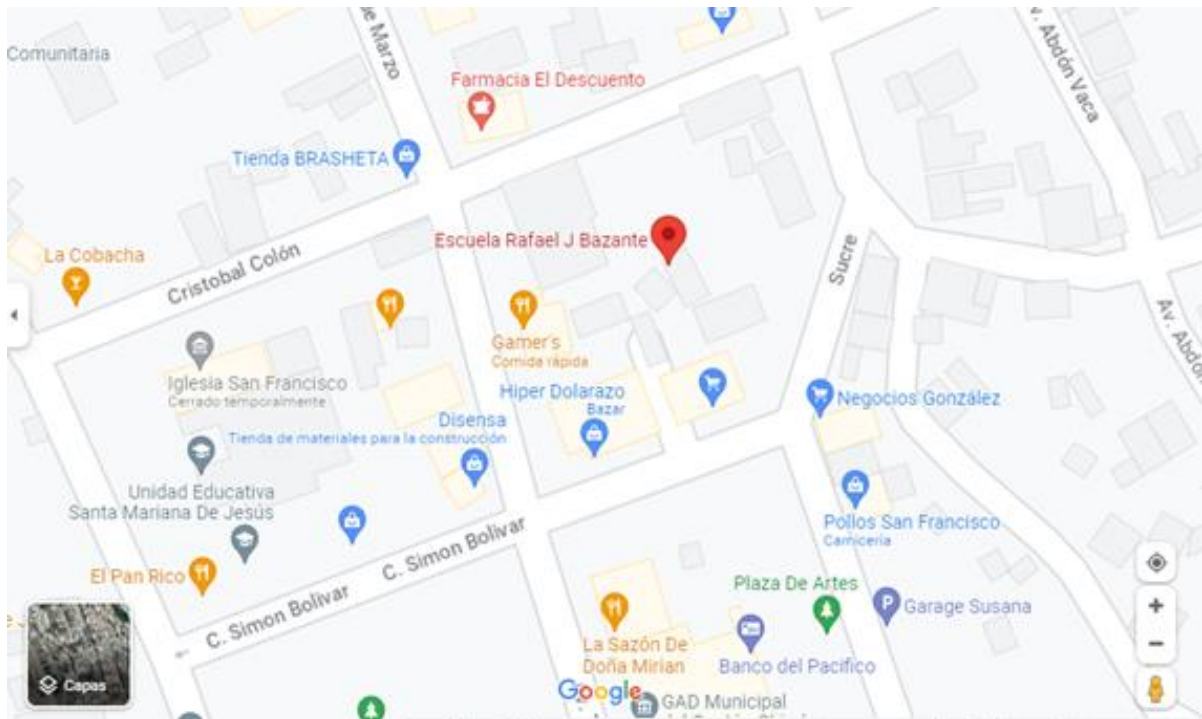 Comunitaria
e Marzo
Av. Abdón Vaca
Farmacia El Descuento
Tienda BRASHETA
Escuela Rafael J Bazante
La Cobacha
Cristobal Colón
Sucre
Av. Abdón
Gamer's
Comida rápida
Iglesia San Francisco
Cerrado temporalmente
Hiper Dolarazo
Bazar
Negocios González
Disensa
Tienda de materiales para la construcción
Unidad Educativa
Santa Mariana De Jesús
Pollos San Francisco
Carnicería
C. Simon Bolivar
El Pan Rico
C. Simon Bolivar
Plaza De Artes
P
Garage Susana
La Sazón De
Doña Mirian
Banco del Pacifico
Capas
Google
GAD Municipal